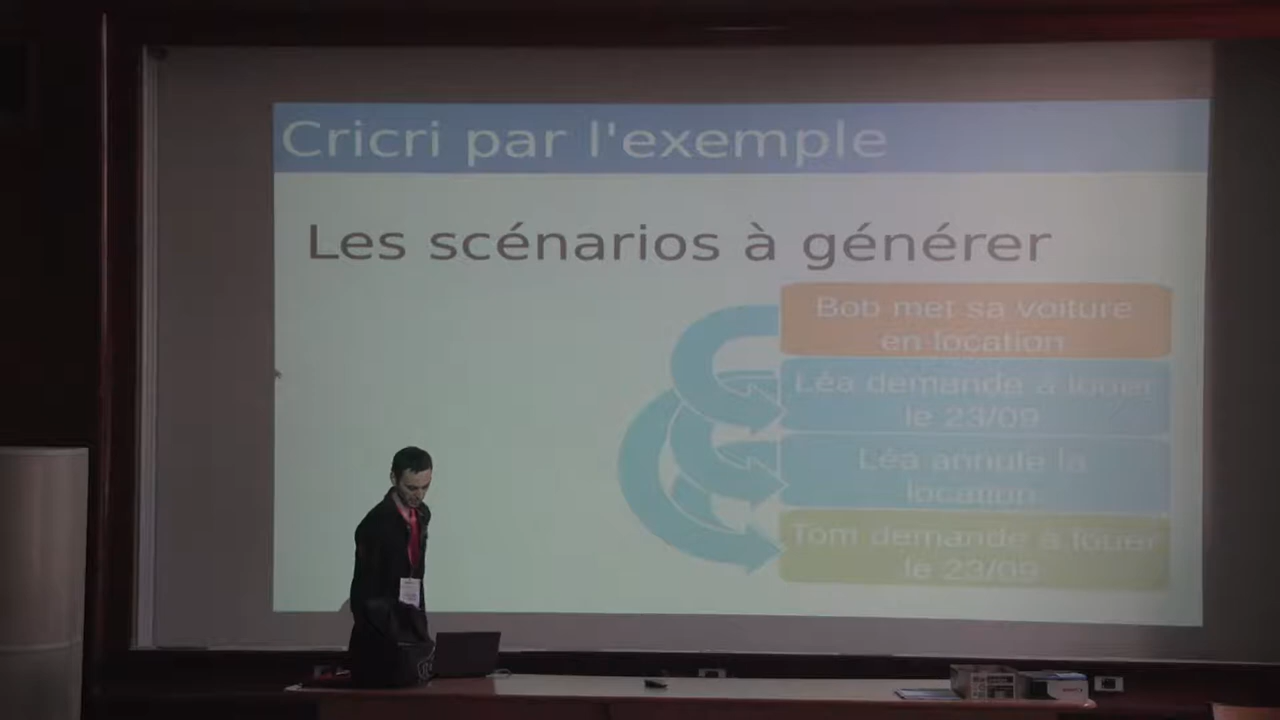 Cricri par l'exemple
Les scénarios à générer
Bob met sa voiture
en location
Léa demande à louer
le 23/09
Léa annule la
location
Tom demande à louer
le 23/09